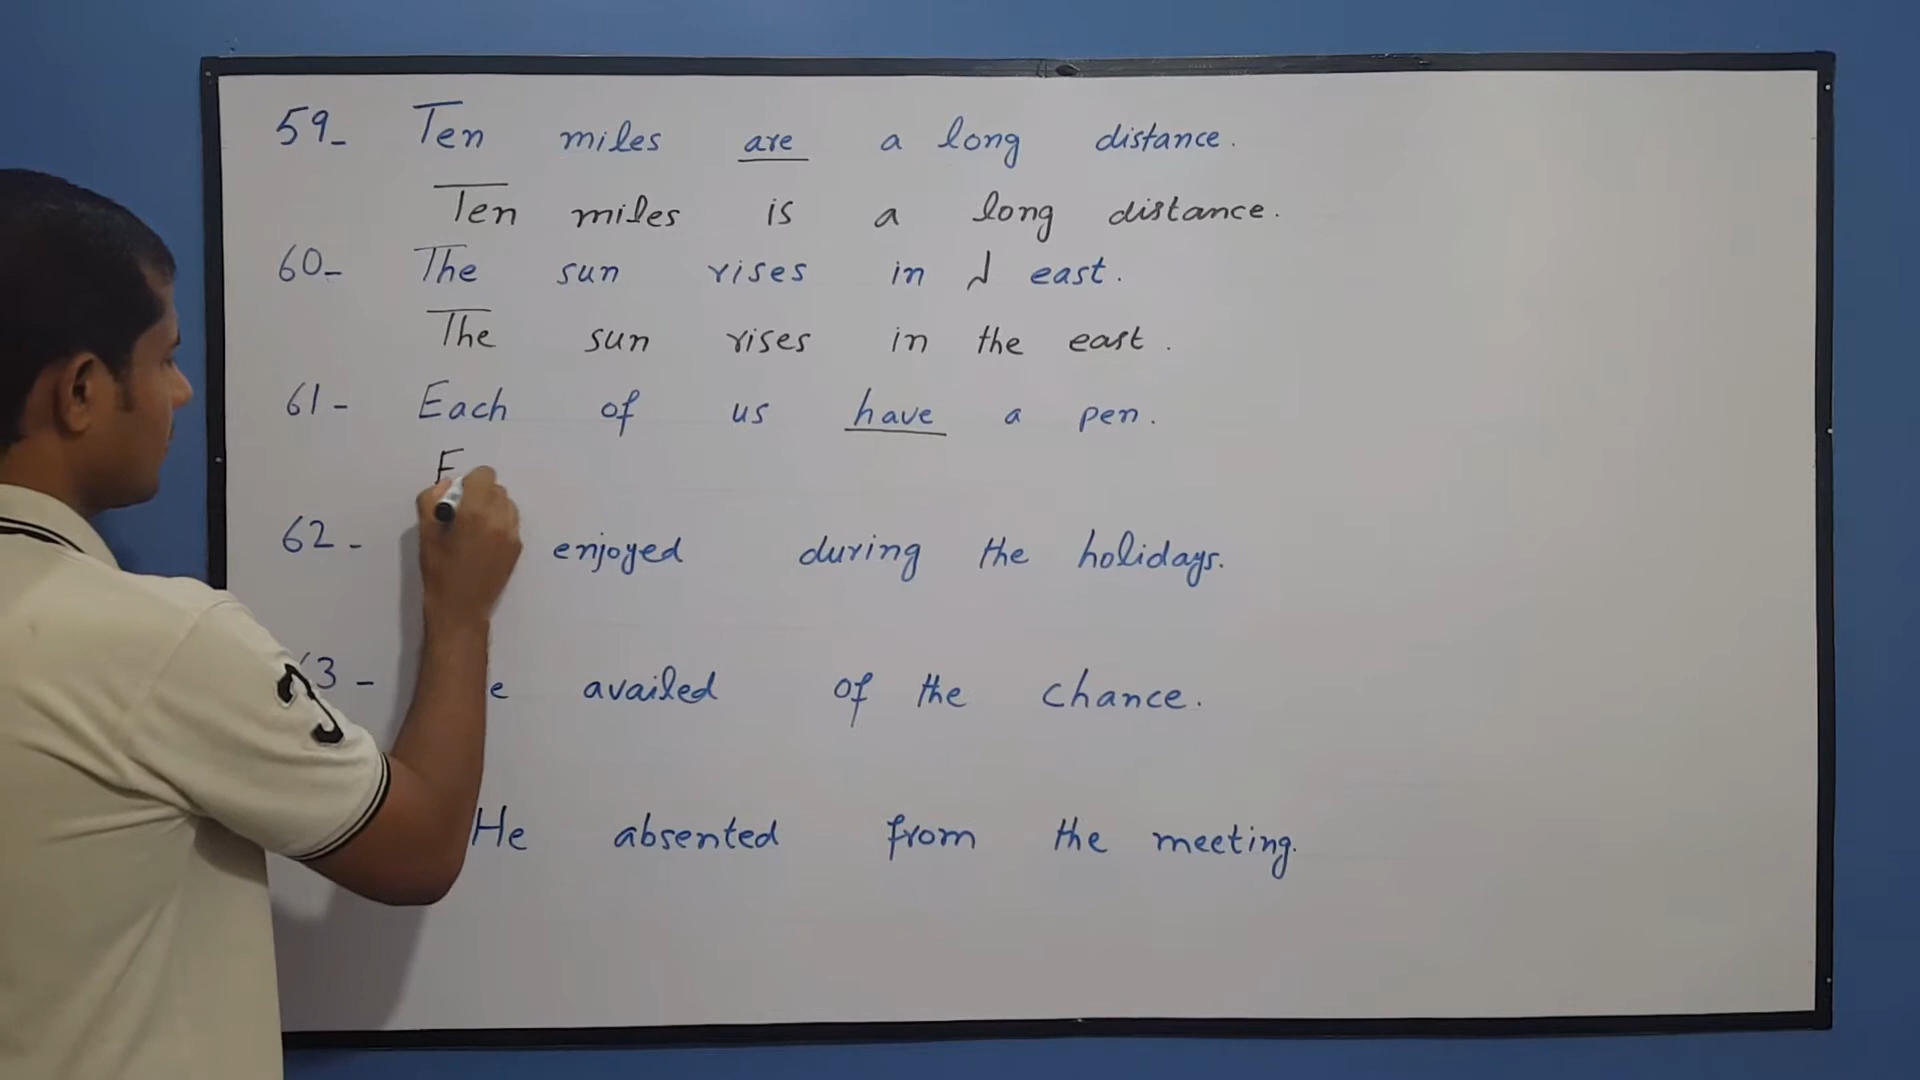 59- Ten miles are a long distance.
Ten miles is a long distance.
60- The sun rises in east.
The sun rises in the east.
61- Each of us have a pen.
E
62- enjoyed during the holidays.
3- e availed of the chance.
He absented from the meeting.